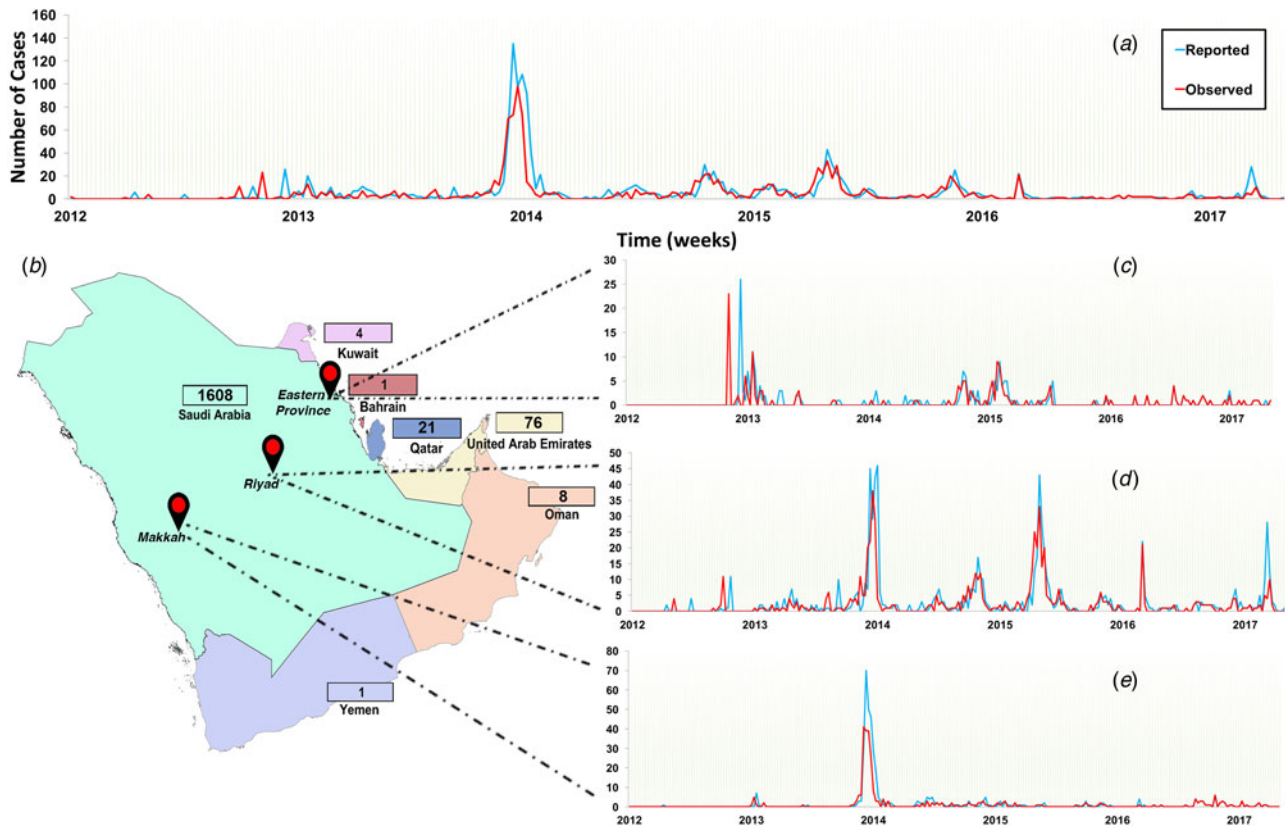 160
140
120
100
80
60
40
20
0
Number of Cases
(a)
Reported
Observed
2012 2013 2014 2015 2016 2017
Time (weeks)
(b)
4
Kuwait
1608
Saudi Arabia
Eastern
Province
1
Bahrain
21
Qatar
76
United Arab Emirates
Riyad
8
Oman
Makkah
1
Yemen
(c)
30
25
20
15
10
5
0
2012 2013 2014 2015 2016 2017
(d)
50
45
40
35
30
25
20
15
10
5
0
2012 2013 2014 2015 2016 2017
(e)
80
70
60
50
40
30
20
10
0
2012 2013 2014 2015 2016 2017